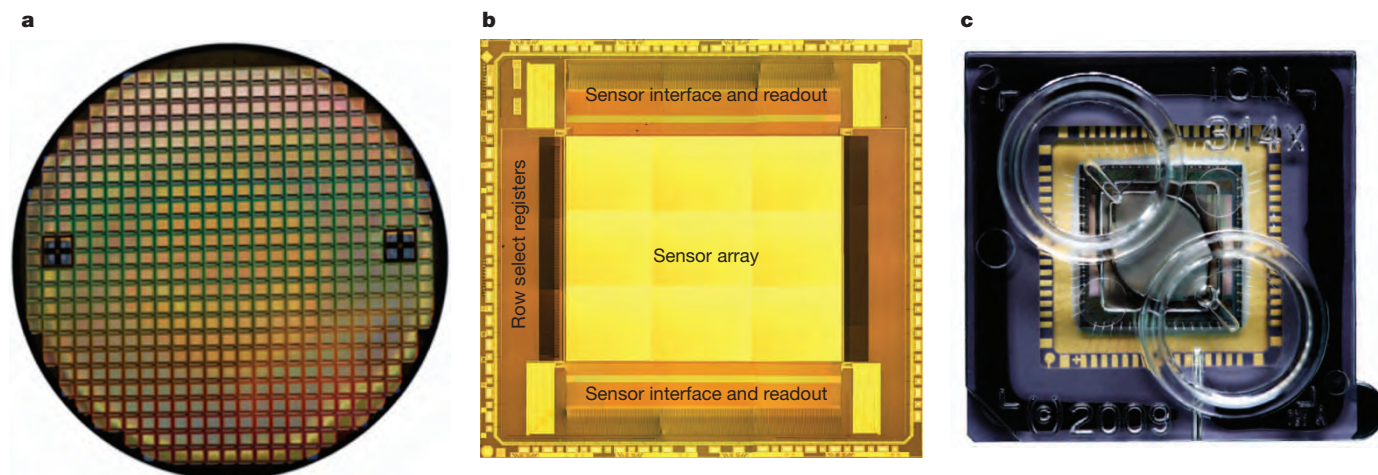 a
b
c
Sensor interface and readout
Row select registers
Sensor array
Sensor interface and readout
ION
314x
© 2009